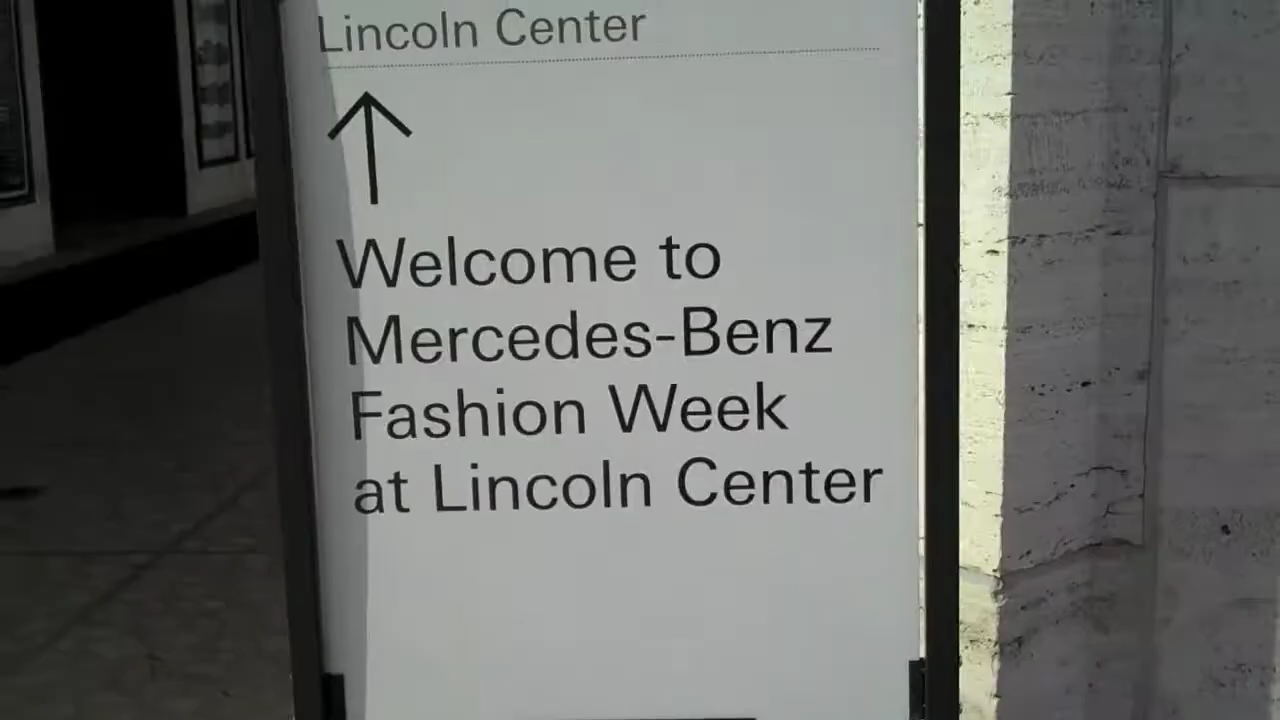 Lincoln Center
Welcome to
Mercedes-Benz
Fashion Week
at Lincoln Center